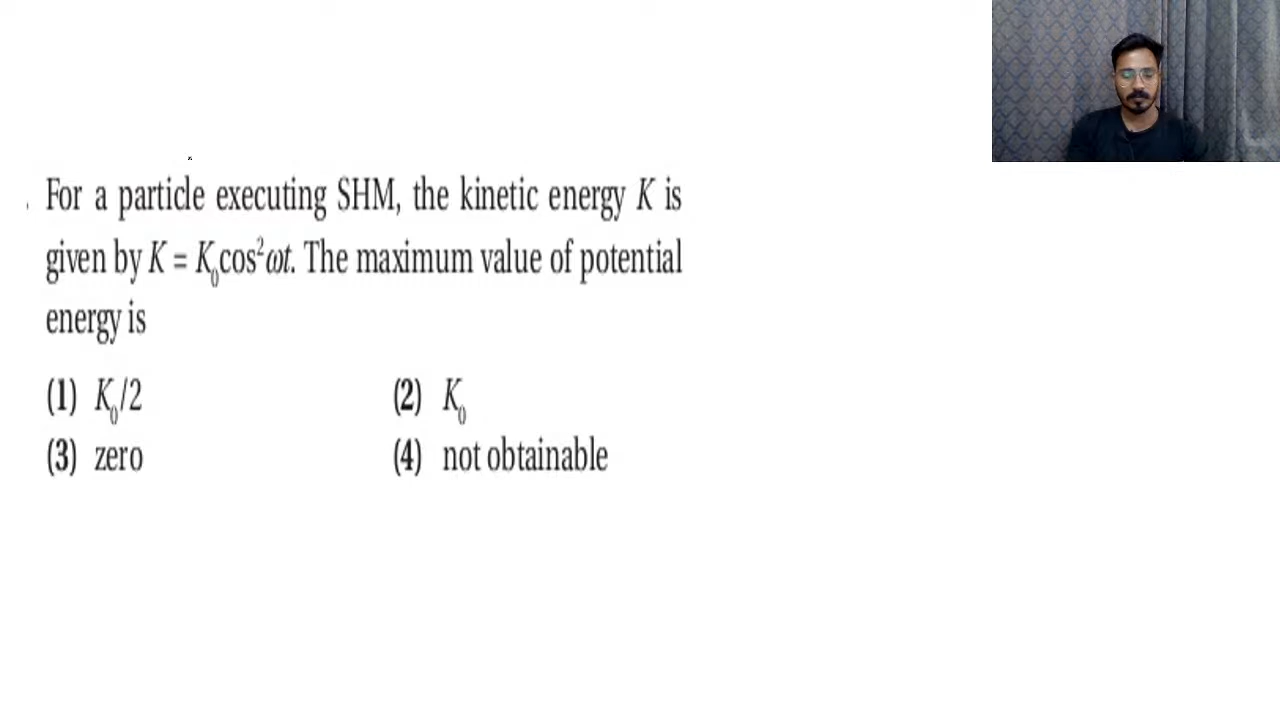 For a particle executing SHM, the kinetic energy K is
given by K = K₀cos²ωt. The maximum value of potential
energy is
(1) K₀/2 (2) K₀
(3) zero (4) not obtainable